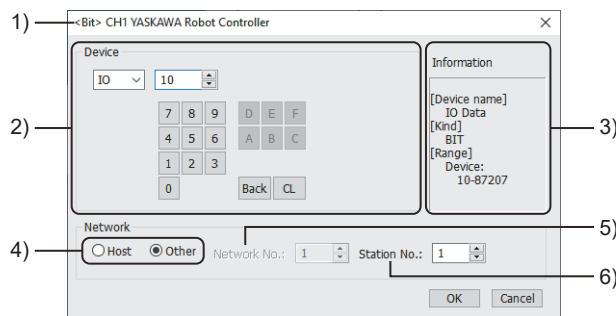 1)
<Bit> CH1 YASKAWA Robot Controller
Device
IO 10
7 8 9 D E F
4 5 6 A B C
1 2 3
0 Back CL
2)
Information
[Device name]
IO Data
[Kind]
BIT
[Range]
Device:
10-87207
3)
Network
4)
Host Other Network No.: 1 Station No.: 1
5)
6)
OK Cancel